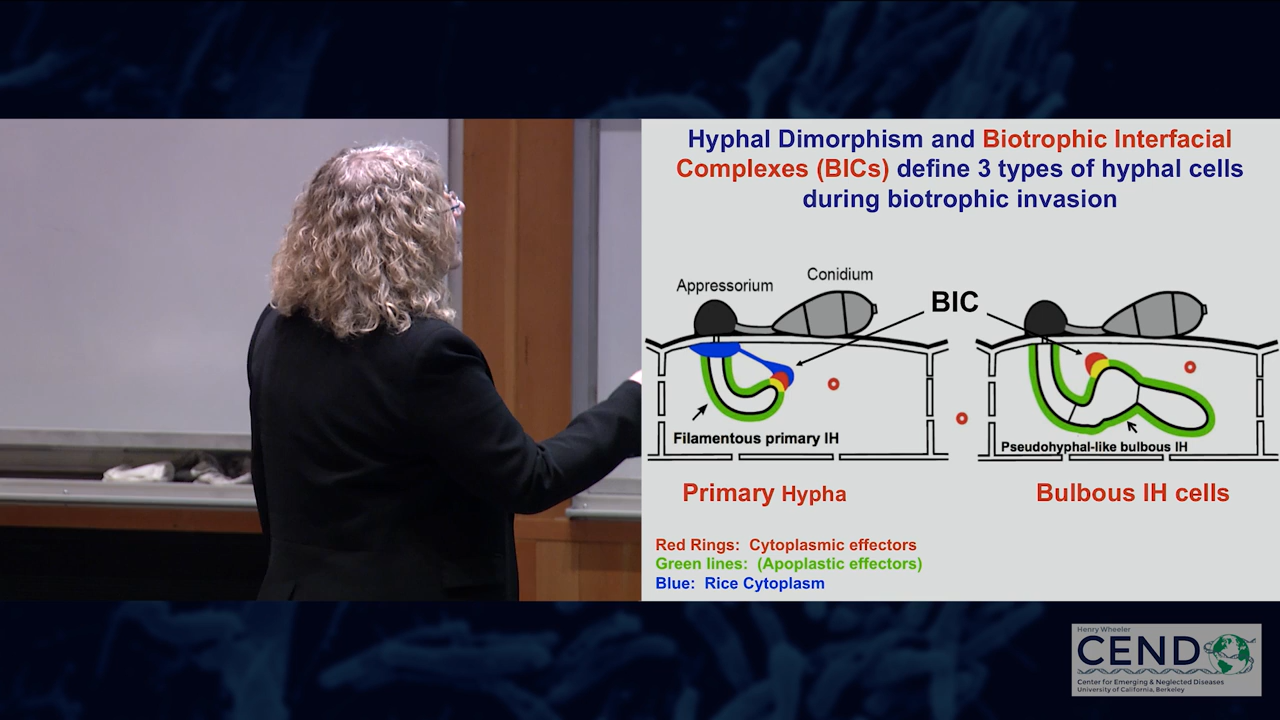 Hyphal Dimorphism and Biotrophic Interfacial
Complexes (BICs) define 3 types of hyphal cells
during biotrophic invasion
Appressorium
Conidium
BIC
Filamentous primary IH
Pseudohyphal-like bulbous IH
Primary Hypha
Bulbous IH cells
Red Rings: Cytoplasmic effectors
Green lines: (Apoplastic effectors)
Blue: Rice Cytoplasm
Henry Wheeler
CEND
Center for Emerging & Neglected Diseases
University of California, Berkeley